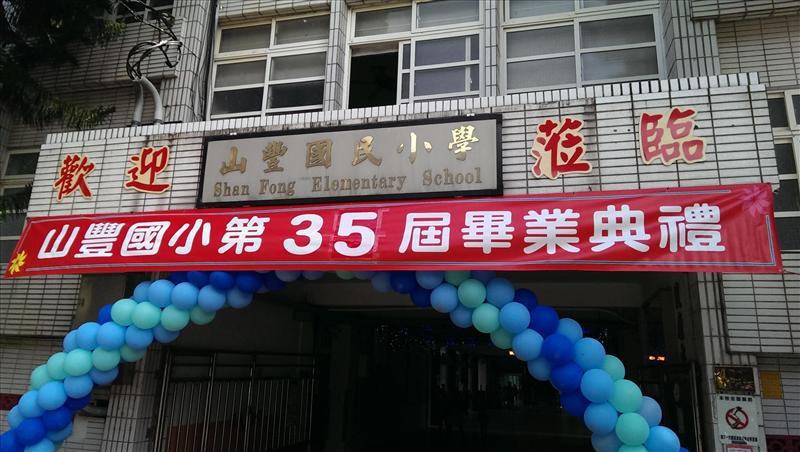 歡迎
山豐國民小學
Shan Fong Elementary School
蒞臨
山豐國小第35屆畢業典禮